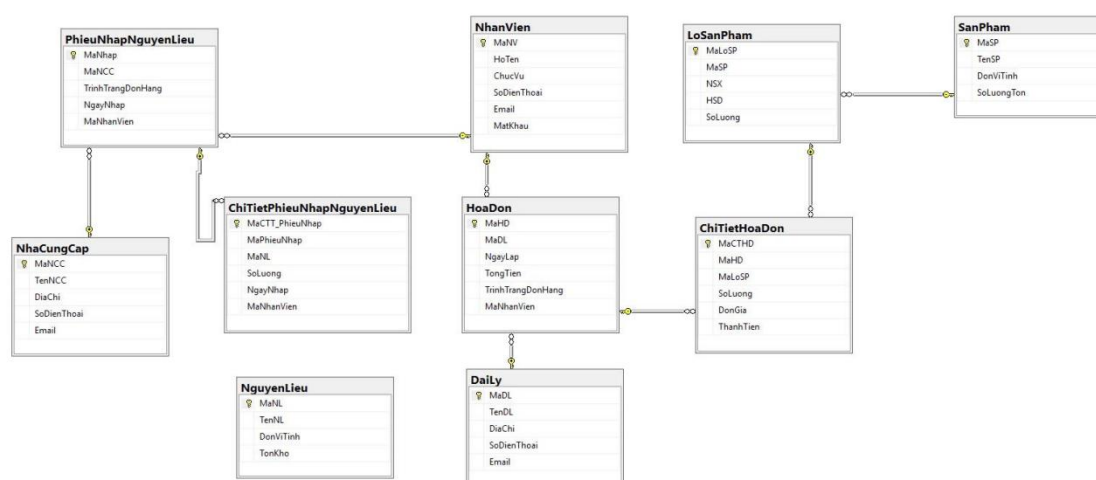 PhieuNhapNguyenLieu
MaNhap
MaNCC
TrinhTrangDonHang
NgayNhap
MaNhanVien
NhanVien
MaNV
HoTen
ChucVu
SoDienThoai
Email
MatKhau
LoSanPham
MaLoSP
MaSP
NSX
HSD
SoLuong
SanPham
MaSP
TenSP
DonViTinh
SoLuongTon
NhaCungCap
MaNCC
TenNCC
DiaChi
SoDienThoai
Email
ChiTietPhieuNhapNguyenLieu
MaCTT_PhieuNhap
MaPhieuNhap
MaNL
SoLuong
NgayNhap
MaNhanVien
HoaDon
MaHD
MaDL
NgayLap
TongTien
TrinhTrangDonHang
MaNhanVien
ChiTietHoaDon
MaCTHD
MaHD
MaLoSP
SoLuong
DonGia
ThanhTien
NguyenLieu
MaNL
TenNL
DonViTinh
TonKho
DaiLy
MaDL
TenDL
DiaChi
SoDienThoai
Email